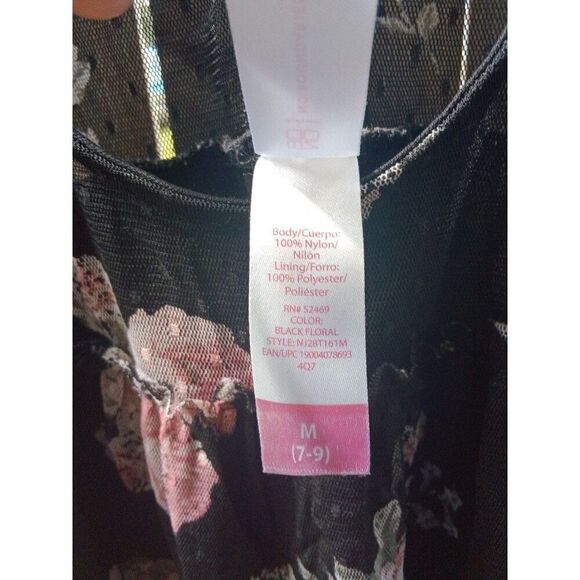 Body/Cuerpo:
100% Nylon/
Nilón
Lining/Forro:
100% Polyester/
Poliéster
RN# 52469
COLOR:
BLACK FLORAL
STYLE: NJ28T161M
EAN/UPC 19004078693
4Q7
M
(7-9)